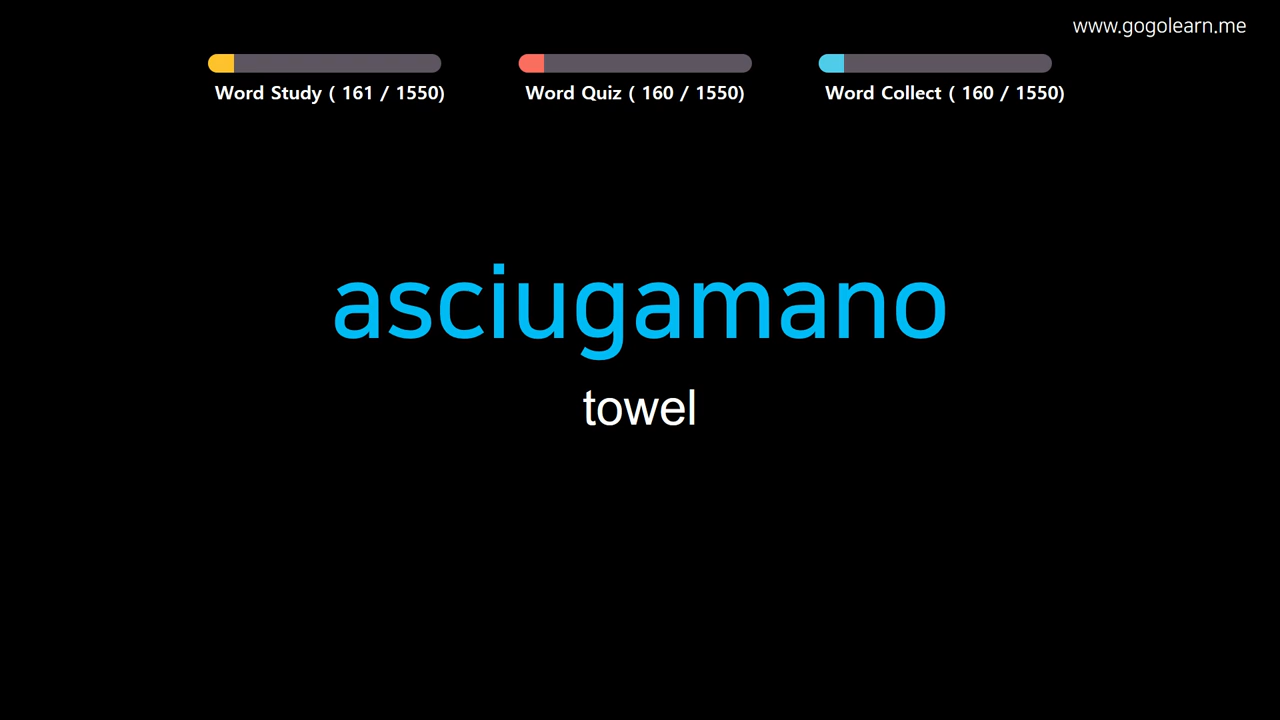 www.gogolearn.me
Word Study ( 161 / 1550)
Word Quiz ( 160 / 1550)
Word Collect ( 160 / 1550)
asciugamano
towel